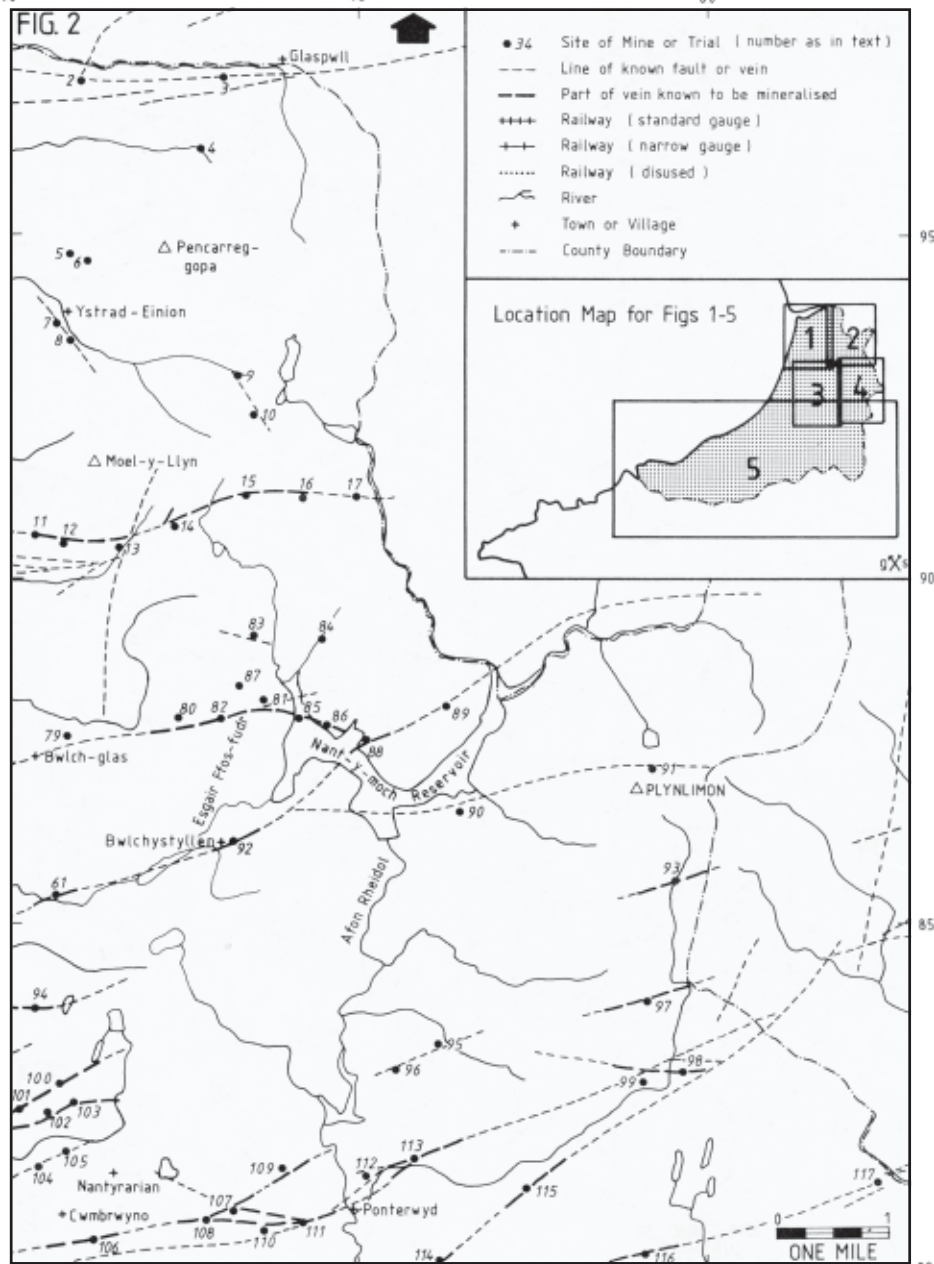 FIG. 2
34 Site of Mine or Trial ( number as in text )
Line of known fault or vein
Part of vein known to be mineralised
Railway ( standard gauge )
Railway ( narrow gauge )
Railway ( disused )
River
Town or Village
County Boundary
Location Map for Figs 1-5
1
2
3
4
5
g s
95
90
85
Glaspwll
2
3
4
5
6
Pencarreg-
gopa
Ystrad-Einion
7
8
9
10
Moel-y-Llyn
11
12
13
14
15
16
17
83
84
87
81
80
82
85
86
88
89
79
Bwlch-glas
Esgair Ffos-fudr
Nant-y-moch
Reservoir
91
PLYNLIMON
90
Bwlchystyllen
92
61
Afon Rheidol
93
94
97
95
96
98
99
100
101
102
103
104
105
Nantyrarian
109
112
113
107
Cwmbrwyno
108
110
111
Ponterwyd
115
117
106
114
116
0
1
ONE MILE